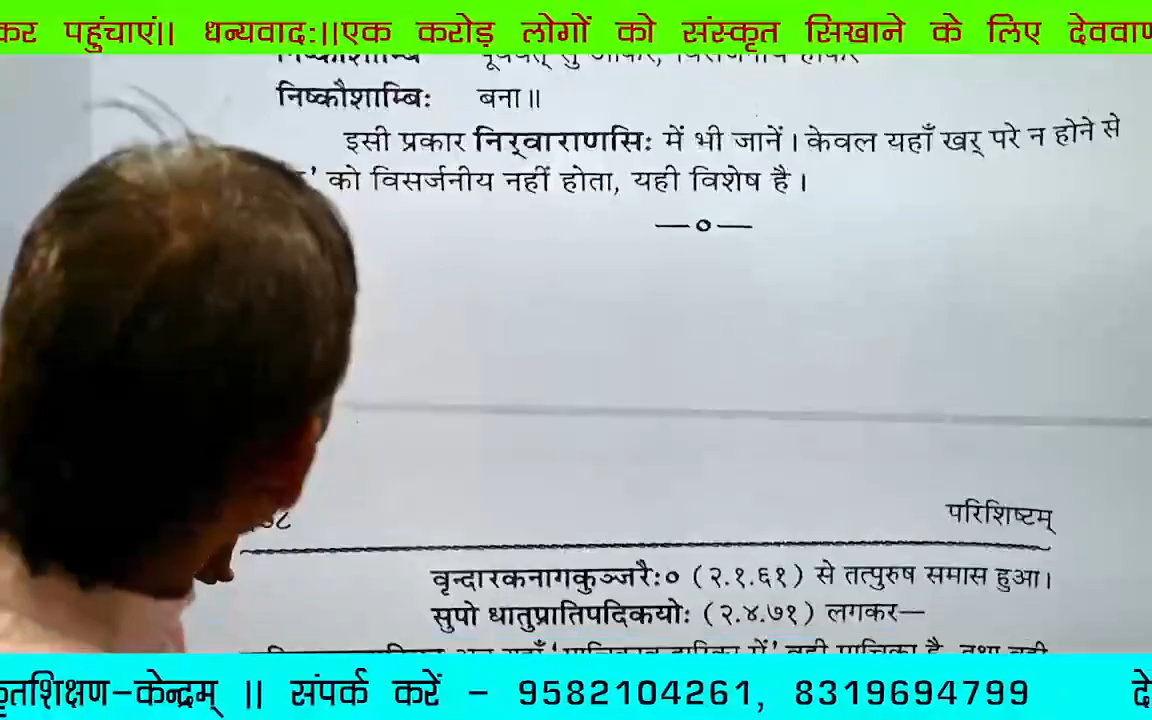 कर पहुंचाएं।। धन्यवादः।।एक करोड़ लोगों को संस्कृत सिखाने के लिए देववाण
निष्कौशाम्बिः बना॥
इसी प्रकार निर्वाराणसिः में भी जानें। केवल यहाँ खर् परे न होने से
' को विसर्जनीय नहीं होता, यही विशेष है।
—०—
परिशिष्टम्
वृन्दारकनागकुञ्जरैः० (२.१.६१) से तत्पुरुष समास हुआ।
सुपो धातुप्रातिपदिकयोः (२.४.७१) लगकर—
कृतशिक्षण-केन्द्रम् || संपर्क करें - 9582104261, 8319694799 दे